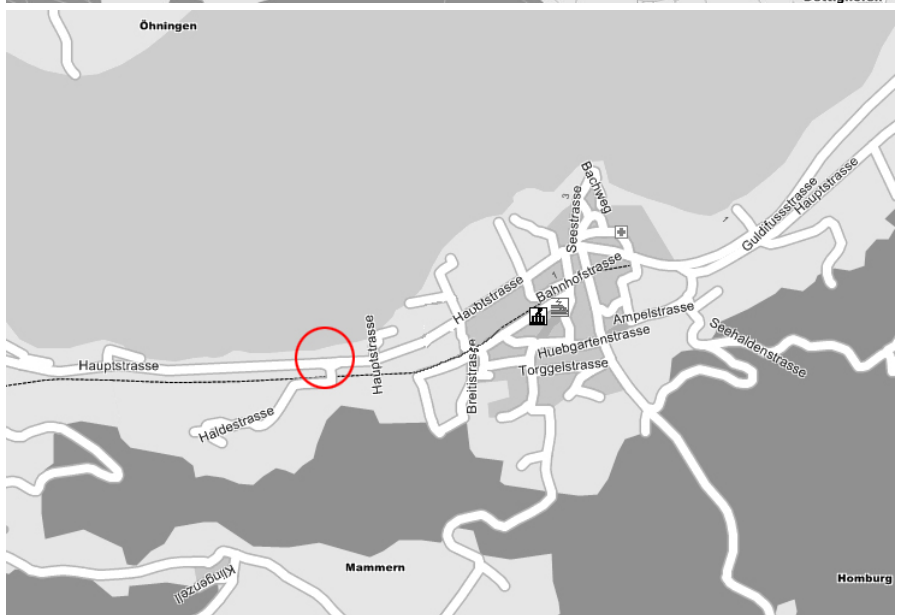 Öhningen
Bachweg
3
Seestrasse
Hauptstrasse
Guldifussstrasse
1
1
Bahnhofstrasse
Haubtstrasse
Ampelstrasse
Huebgartenstrasse
Seehaldenstrasse
Torggelstrasse
Hauptstrasse
Hauptstrasse
Breitistrasse
Haldestrasse
Mammern
Klingenzell
Homburg